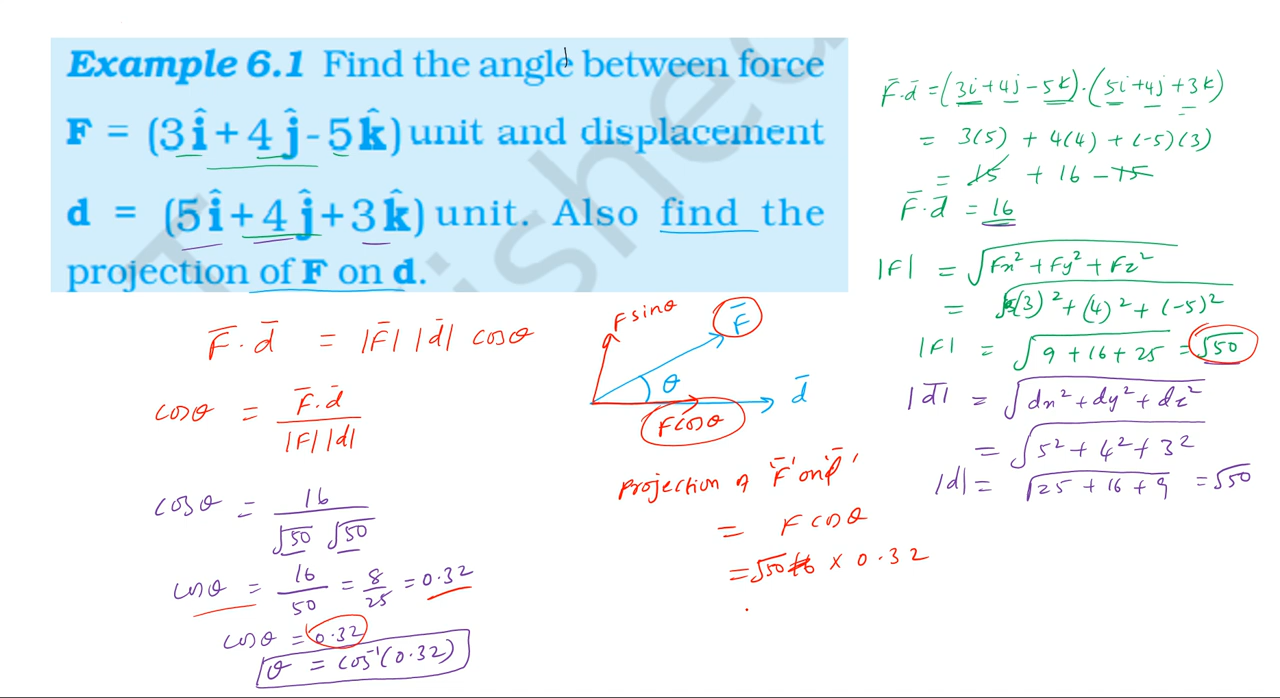 Example 6.1 Find the angle between force
F = (3î + 4ĵ - 5k̂) unit and displacement
d = (5î + 4ĵ + 3k̂) unit. Also find the
projection of F on d.
F̄.d̄ = |F̄| |d̄| cosθ
cosθ = F̄.d̄ / |F| |d|
cosθ = 16 / √50 √50
cosθ = 16/50 = 8/25 = 0.32
cosθ = 0.32
θ = cos⁻¹(0.32)
F sinθ
F̄
θ
d̄
F cosθ
Projection of 'F̄' on 'd̄'
= F cosθ
= √50 × 0.32
F̄.d̄ = (3i + 4j - 5k).(5i + 4j + 3k)
= 3(5) + 4(4) + (-5)(3)
= 15 + 16 - 15
F̄.d̄ = 16
|F| = √Fx² + Fy² + Fz²
= √(3)² + (4)² + (-5)²
|F| = √9 + 16 + 25 = √50
|d̄| = √dx² + dy² + dz²
= √5² + 4² + 3²
|d| = √25 + 16 + 9 = √50